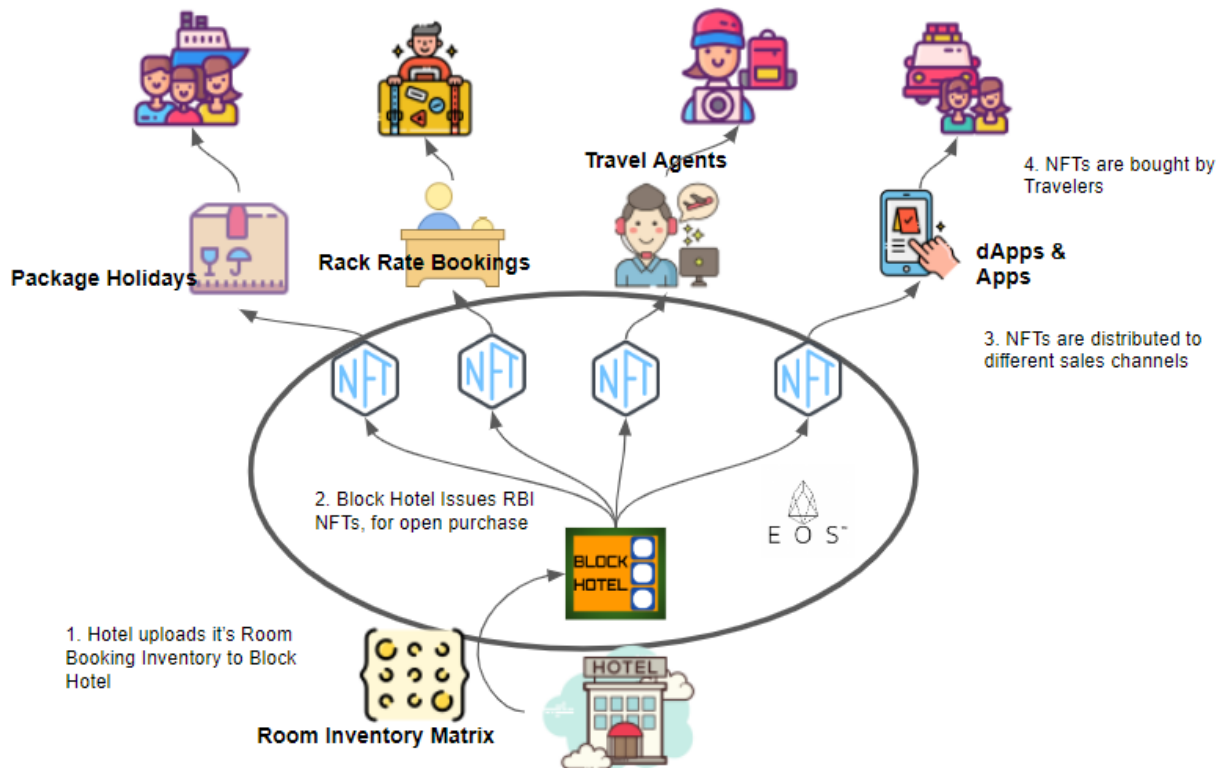 Travel Agents
4. NFTs are bought by
Travelers
Package Holidays
Rack Rate Bookings
dApps &
Apps
3. NFTs are distributed to
different sales channels
NFT
NFT
NFT
NFT
2. Block Hotel Issues RBI
NFTs, for open purchase
E O S™
BLOCK
HOTEL
1. Hotel uploads it's Room
Booking Inventory to Block
Hotel
HOTEL
Room Inventory Matrix